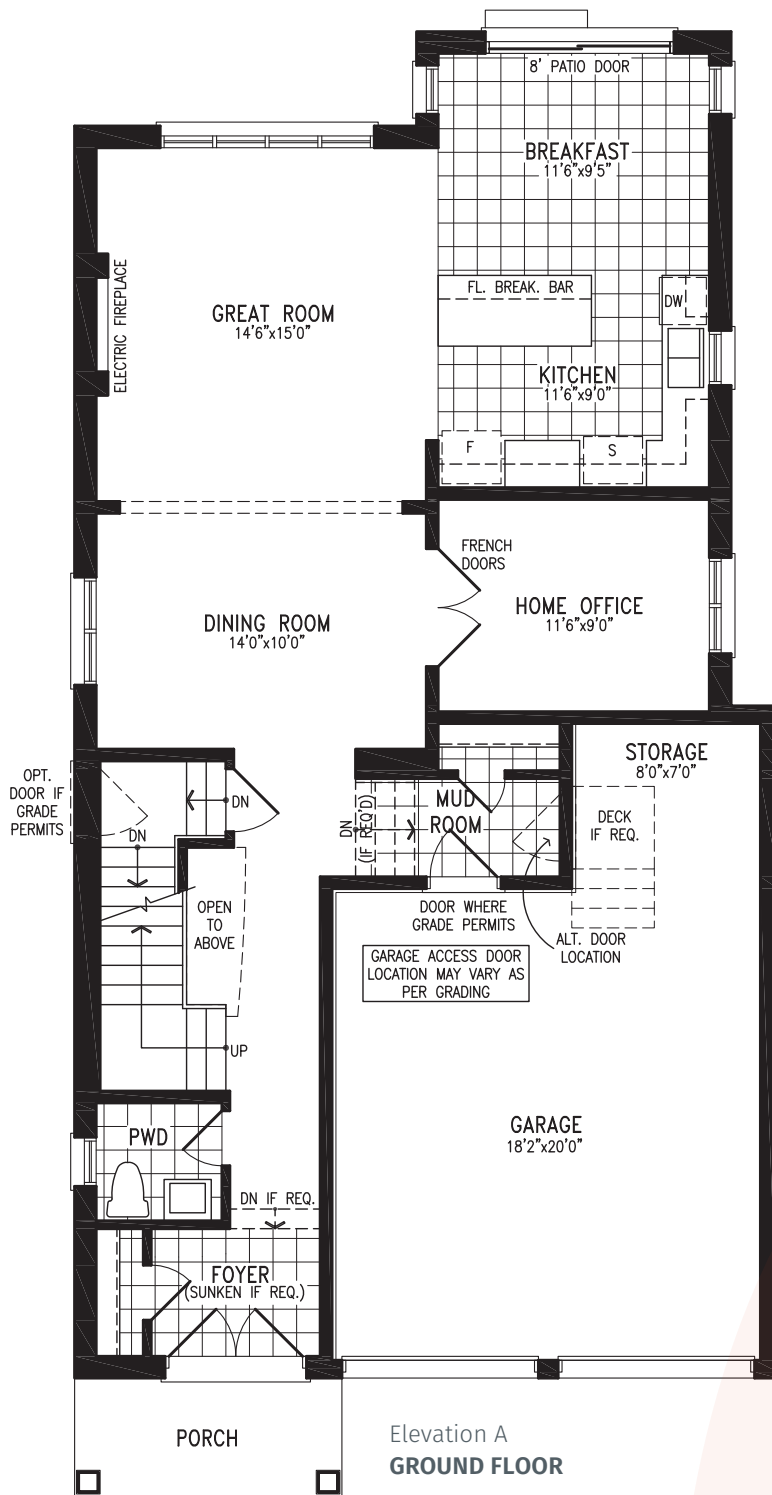 8' PATIO DOOR
BREAKFAST
11'6"x9'5"
ELECTRIC FIREPLACE
GREAT ROOM
14'6"x15'0"
FL. BREAK. BAR
DW
KITCHEN
11'6"x9'0"
F
S
FRENCH
DOORS
DINING ROOM
14'0"x10'0"
HOME OFFICE
11'6"x9'0"
OPT.
DOOR IF
GRADE
PERMITS
DN
DN
DN
(IF REQ'D)
MUD
ROOM
STORAGE
8'0"x7'0"
DECK
IF REQ.
OPEN
TO
ABOVE
DOOR WHERE
GRADE PERMITS
ALT. DOOR
LOCATION
GARAGE ACCESS DOOR
LOCATION MAY VARY AS
PER GRADING
UP
PWD
GARAGE
18'2"x20'0"
DN IF REQ.
FOYER
(SUNKEN IF REQ.)
PORCH
Elevation A
GROUND FLOOR